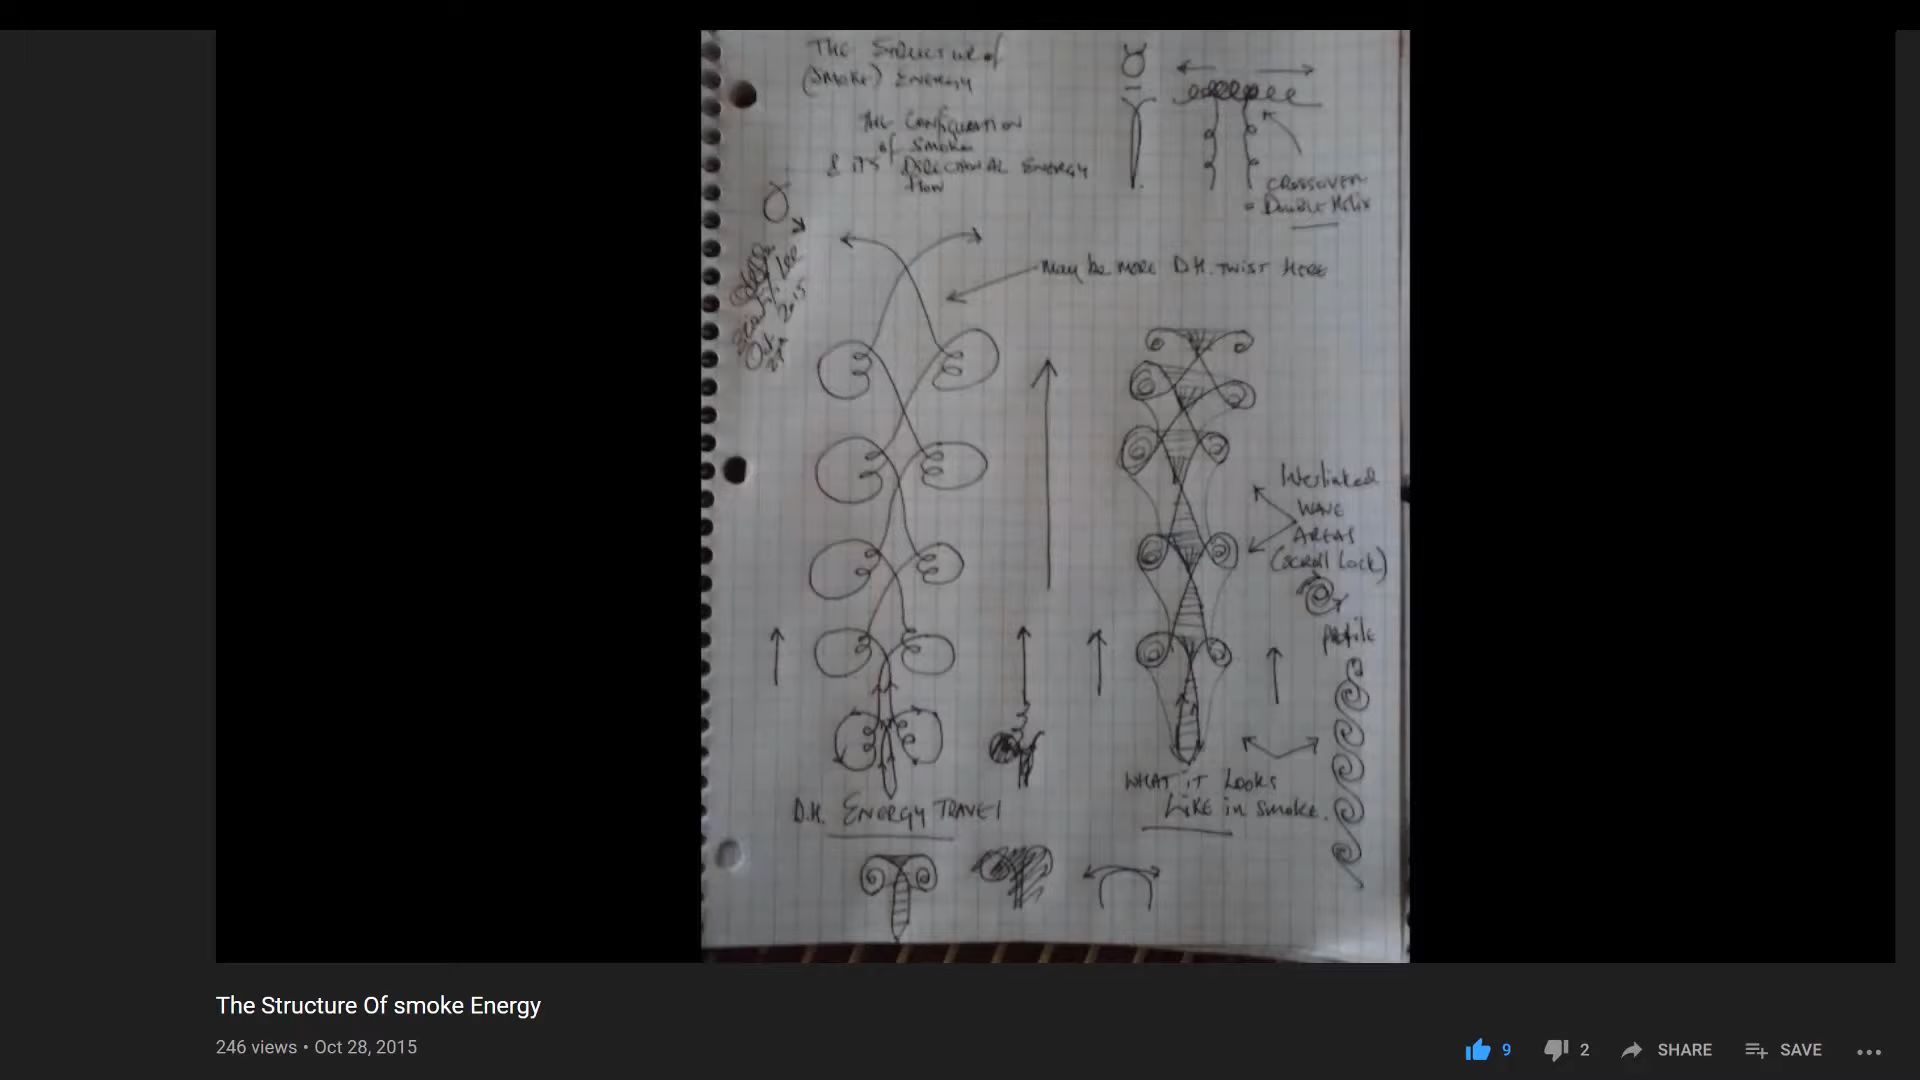 THE STRUCTURE of
(SMOKE) ENERGY
THE CONFIGURATION
of SMOKE
& ITS DIRECTIONAL ENERGY
flow
CROSSOVER
= Double Helix
2015
May be more D.H. TWIST HERE
Interlinked
WAVE
AREAS
(SCROLL Lock)
Profile
WHAT iT Looks
LiKE in smoke.
D.H. ENERGY TRAVEL
The Structure Of smoke Energy
246 views • Oct 28, 2015
9
2
SHARE
SAVE